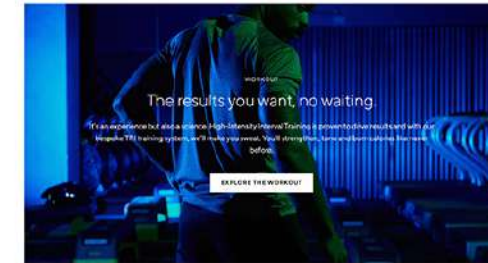 WORKOUT
The results you want, no waiting.
It's an experience but also a science. High-Intensity Interval Training is proven to drive results and with our
bespoke training system, we'll make you sweat. You'll strengthen, tone and burn calories like never
before.
EXPLORE THE WORKOUT